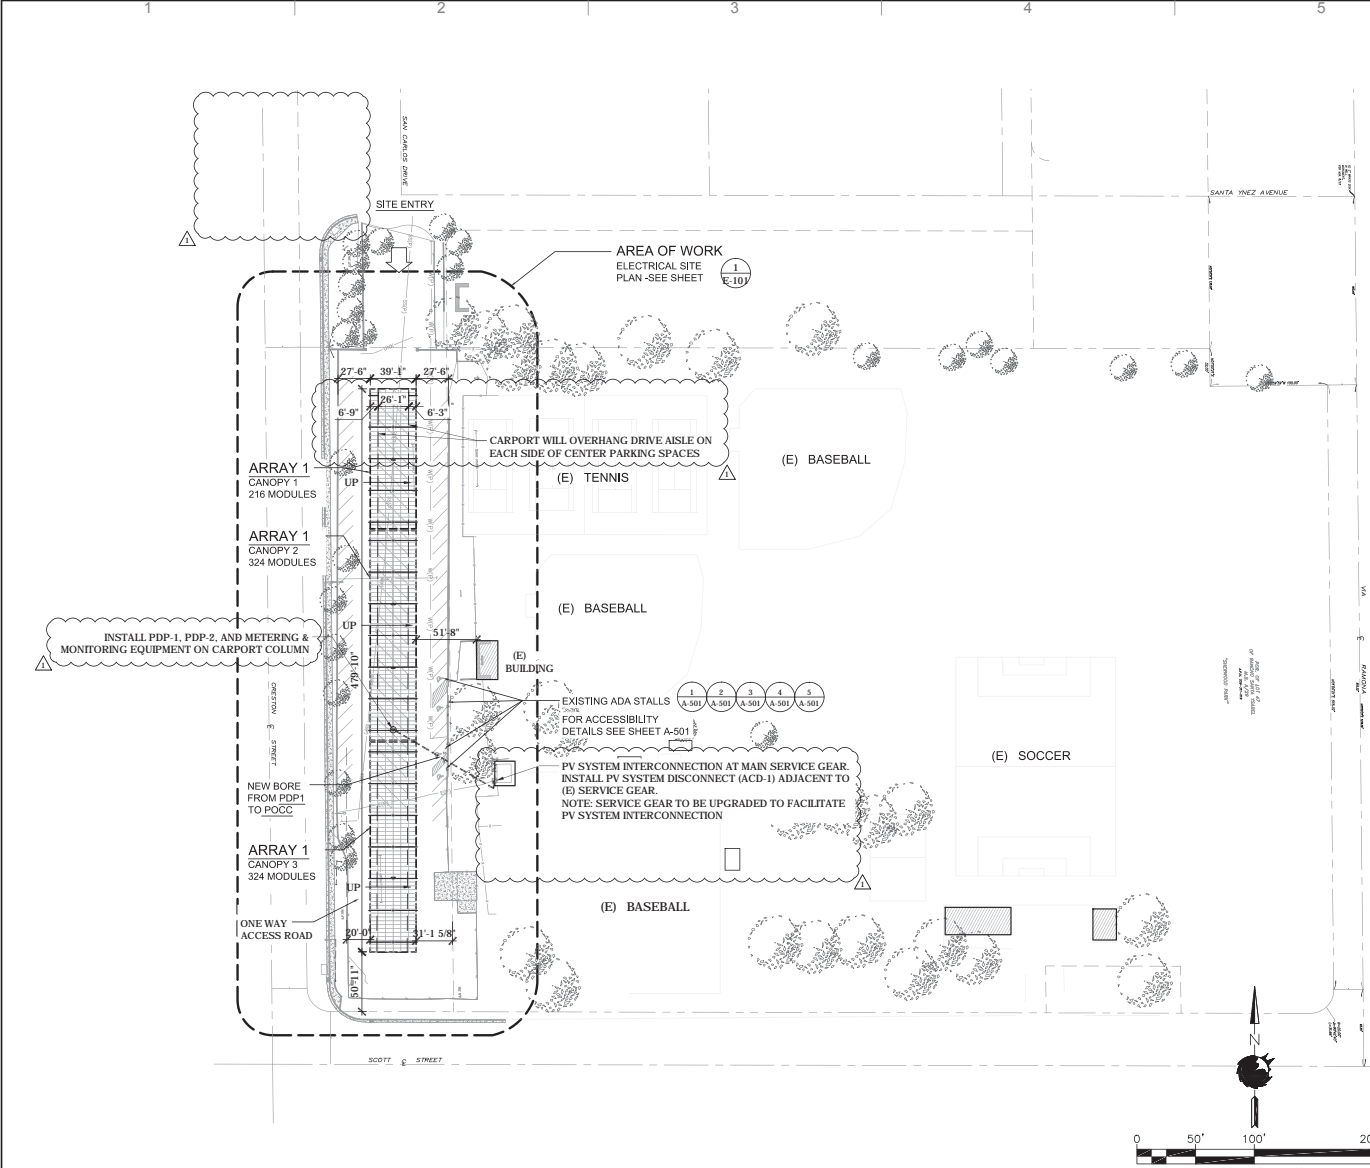 1 2 3 4 5
SAN CARLOS DRIVE
SANTA YNEZ AVENUE
SITE ENTRY
1
AREA OF WORK
ELECTRICAL SITE
PLAN -SEE SHEET
1
E-101
27'-6" 39'-1" 27'-6"
26'-1"
6'-9" 6'-3"
CARPORT WILL OVERHANG DRIVE AISLE ON
EACH SIDE OF CENTER PARKING SPACES
1
(E) BASEBALL
(E) TENNIS
ARRAY 1
CANOPY 1
216 MODULES
UP
ARRAY 1
CANOPY 2
324 MODULES
(E) BASEBALL
UP
51'-8"
INSTALL PDP-1, PDP-2, AND METERING &
MONITORING EQUIPMENT ON CARPORT COLUMN
1
479'-10"
(E)
BUILDING
VIA
RAMONA
"SHERWOOD PARK"
CRESTON
STREET
EXISTING ADA STALLS
1 2 3 4 5
A-501 A-501 A-501 A-501 A-501
FOR ACCESSIBILITY
DETAILS SEE SHEET A-501
(E) SOCCER
PV SYSTEM INTERCONNECTION AT MAIN SERVICE GEAR.
INSTALL PV SYSTEM DISCONNECT (ACD-1) ADJACENT TO
(E) SERVICE GEAR.
NOTE: SERVICE GEAR TO BE UPGRADED TO FACILITATE
PV SYSTEM INTERCONNECTION
1
NEW BORE
FROM PDP1
TO POCC
ARRAY 1
CANOPY 3
324 MODULES
UP
(E) BASEBALL
ONE WAY
ACCESS ROAD
20'-0" 31'-1 5/8"
50'-11"
SCOTT STREET
N
0 50' 100' 20